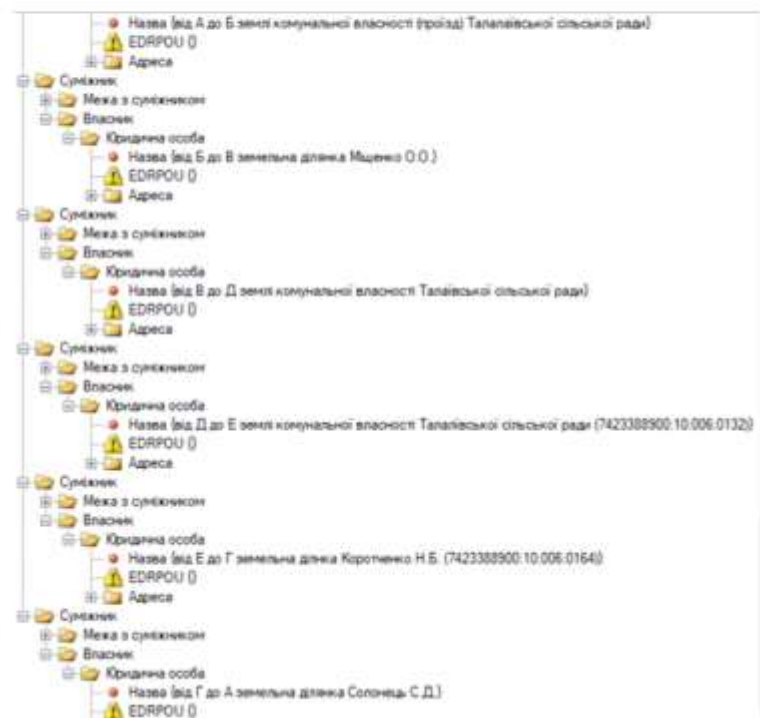 Назва {від А до Б землі комунальної власності (проїзд) Талалаївської сільської ради}
EDRPOU {}
Адреса
Суміжник
Межа з суміжником
Власник
Юридична особа
Назва {від Б до В земельна ділянка Міщенко О.О.}
EDRPOU {}
Адреса
Суміжник
Межа з суміжником
Власник
Юридична особа
Назва {від В до Д землі комунальної власності Талаївської сільської ради}
EDRPOU {}
Адреса
Суміжник
Межа з суміжником
Власник
Юридична особа
Назва {від Д до Е землі комунальної власності Талаліївської сільської ради (7423388900:10:006:0132)}
EDRPOU {}
Адреса
Суміжник
Межа з суміжником
Власник
Юридична особа
Назва {від Е до Г земельна ділнка Коротченко Н.Б. (7423388900:10:006:0164)}
EDRPOU {}
Адреса
Суміжник
Межа з суміжником
Власник
Юридична особа
Назва {від Г до А земельна ділянка Солонець С.Д.}
EDRPOU {}